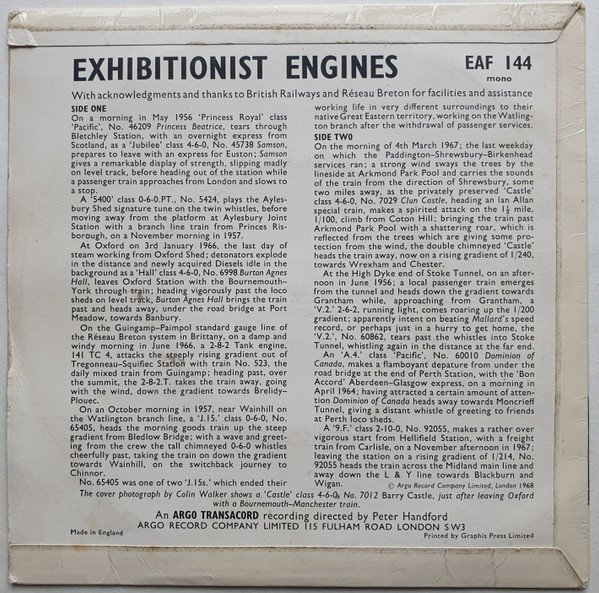 EXHIBITIONIST ENGINES
EAF 144
mono
With acknowledgments and thanks to British Railways and Réseau Breton for facilities and assistance
SIDE ONE
On a morning in May 1956 'Princess Royal' class
'Pacific', No. 46209 Princess Beatrice, tears through
Bletchley Station, with an overnight express from
Scotland, as a 'Jubilee' class 4-6-0, No. 45738 Samson,
prepares to leave with an express for Euston; Samson
gives a remarkable display of strength, slipping madly
on level track, before heading out of the station while
a passenger train approaches from London and slows to
a stop.
A '5400' class 0-6-0.PT., No. 5424, plays the Ayles-
bury Shed signature tune on the twin whistles, before
moving away from the platform at Aylesbury Joint
Station with a branch line train from Princes Ris-
borough, on a November morning in 1957.
At Oxford on 3rd January 1966, the last day of
steam working from Oxford Shed; detonators explode
in the distance and newly acquired Diesels idle in the
background as a 'Hall' class 4-6-0, No. 6998 Burton Agnes
Hall, leaves Oxford Station with the Bournemouth–
York through train; heading vigorously past the loco
sheds on level track, Burton Agnes Hall brings the train
past and heads away, under the road bridge at Port
Meadow, towards Banbury.
On the Guingamp–Paimpol standard gauge line of
the Réseau Breton system in Brittany, on a damp and
windy morning in June 1966, a 2-8-2 Tank engine,
141 TC 4, attacks the steeply rising gradient out of
Tregonneau-Squiffiec Station with train No. 523, the
daily mixed train from Guingamp; heading past, over
the summit, the 2-8-2.T. takes the train away, going
with the wind, down the gradient towards Brelidy-
Plouec.
On an October morning in 1957, near Wainhill on
the Watlington branch line, a 'J.15.' class 0-6-0, No.
65405, heads the morning goods train up the steep
gradient from Bledlow Bridge; with a wave and greet-
ing from the crew the tall chimneyed 0-6-0 whistles
cheerfully past, taking the train on down the gradient
towards Wainhill, on the switchback journey to
Chinnor.
No. 65405 was one of two 'J.15s.' which ended their
working life in very different surroundings to their
native Great Eastern territory, working on the Watling-
ton branch after the withdrawal of passenger services.
SIDE TWO
On the morning of 4th March 1967; the last weekday
on which the Paddington–Shrewsbury–Birkenhead
services ran; a strong wind sways the trees by the
lineside at Arkmond Park Pool and carries the sounds
of the train from the direction of Shrewsbury, some
two miles away, as the privately preserved 'Castle'
class 4-6-0, No. 7029 Clun Castle, heading an Ian Allan
special train, makes a spirited attack on the 1½ mile,
1/100, climb from Coton Hill; bringing the train past
Arkmond Park Pool with a shattering roar, which is
reflected from the trees which are giving some pro-
tection from the wind, the double chimneyed 'Castle'
heads the train away, now on a rising gradient of 1/240,
towards Wrexham and Chester.
At the High Dyke end of Stoke Tunnel, on an after-
noon in June 1956; a local passenger train emerges
from the tunnel and heads down the gradient towards
Grantham while, approaching from Grantham, a
'V.2.' 2-6-2, running light, comes roaring up the 1/200
gradient; apparently intent on beating Mallard's speed
record, or perhaps just in a hurry to get home, the
'V.2.', No. 60862, tears past the whistles into Stoke
Tunnel, whistling again in the distance at the far end.
An 'A.4.' class 'Pacific', No. 60010 Dominion of
Canada, makes a flamboyant departure from under the
road bridge at the end of Perth Station, with the 'Bon
Accord' Aberdeen–Glasgow express, on a morning in
April 1964; having attracted a certain amount of atten-
tion Dominion of Canada heads away towards Moncrieff
Tunnel, giving a distant whistle of greeting to friends
at Perth loco sheds.
A '9.F.' class 2-10-0, No. 92055, makes a rather over
vigorous start from Hellifield Station, with a freight
train from Carlisle, on a November afternoon in 1967;
leaving the station on a rising gradient of 1/214, No.
92055 heads the train across the Midland main line and
away down the L & Y line towards Blackburn and
Wigan.
© Argo Record Company Limited, London 1968
The cover photograph by Colin Walker shows a 'Castle' class 4-6-0, No. 7012 Barry Castle, just after leaving Oxford
with a Bournemouth–Manchester train.
An ARGO TRANSACORD recording directed by Peter Handford
ARGO RECORD COMPANY LIMITED 115 FULHAM ROAD LONDON SW3
Made in England
Printed by Graphis Press Limited